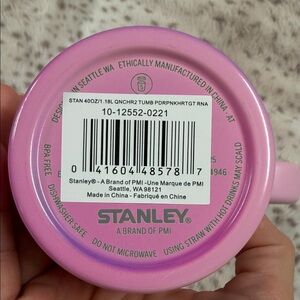 DESIGNED IN SEATTLE WA ETHICALLY MANUFACTURED IN CHINA, AT
STAN 40OZ/1.18L QNCHR2 TUMB PDRPNKHRTGT RNA
10-12552-0221
0 41604 48578 7
Stanley® - A Brand of PMI -Une Marque de PMI
Seattle, WA 98121
Made in China - Fabriqué en Chine
BPA FREE
1946
STANLEY®
A BRAND OF PMI
DISHWASHER SAFE DO NOT MICROWAVE USING STRAW WITH HOT DRINKS MAY SCALD